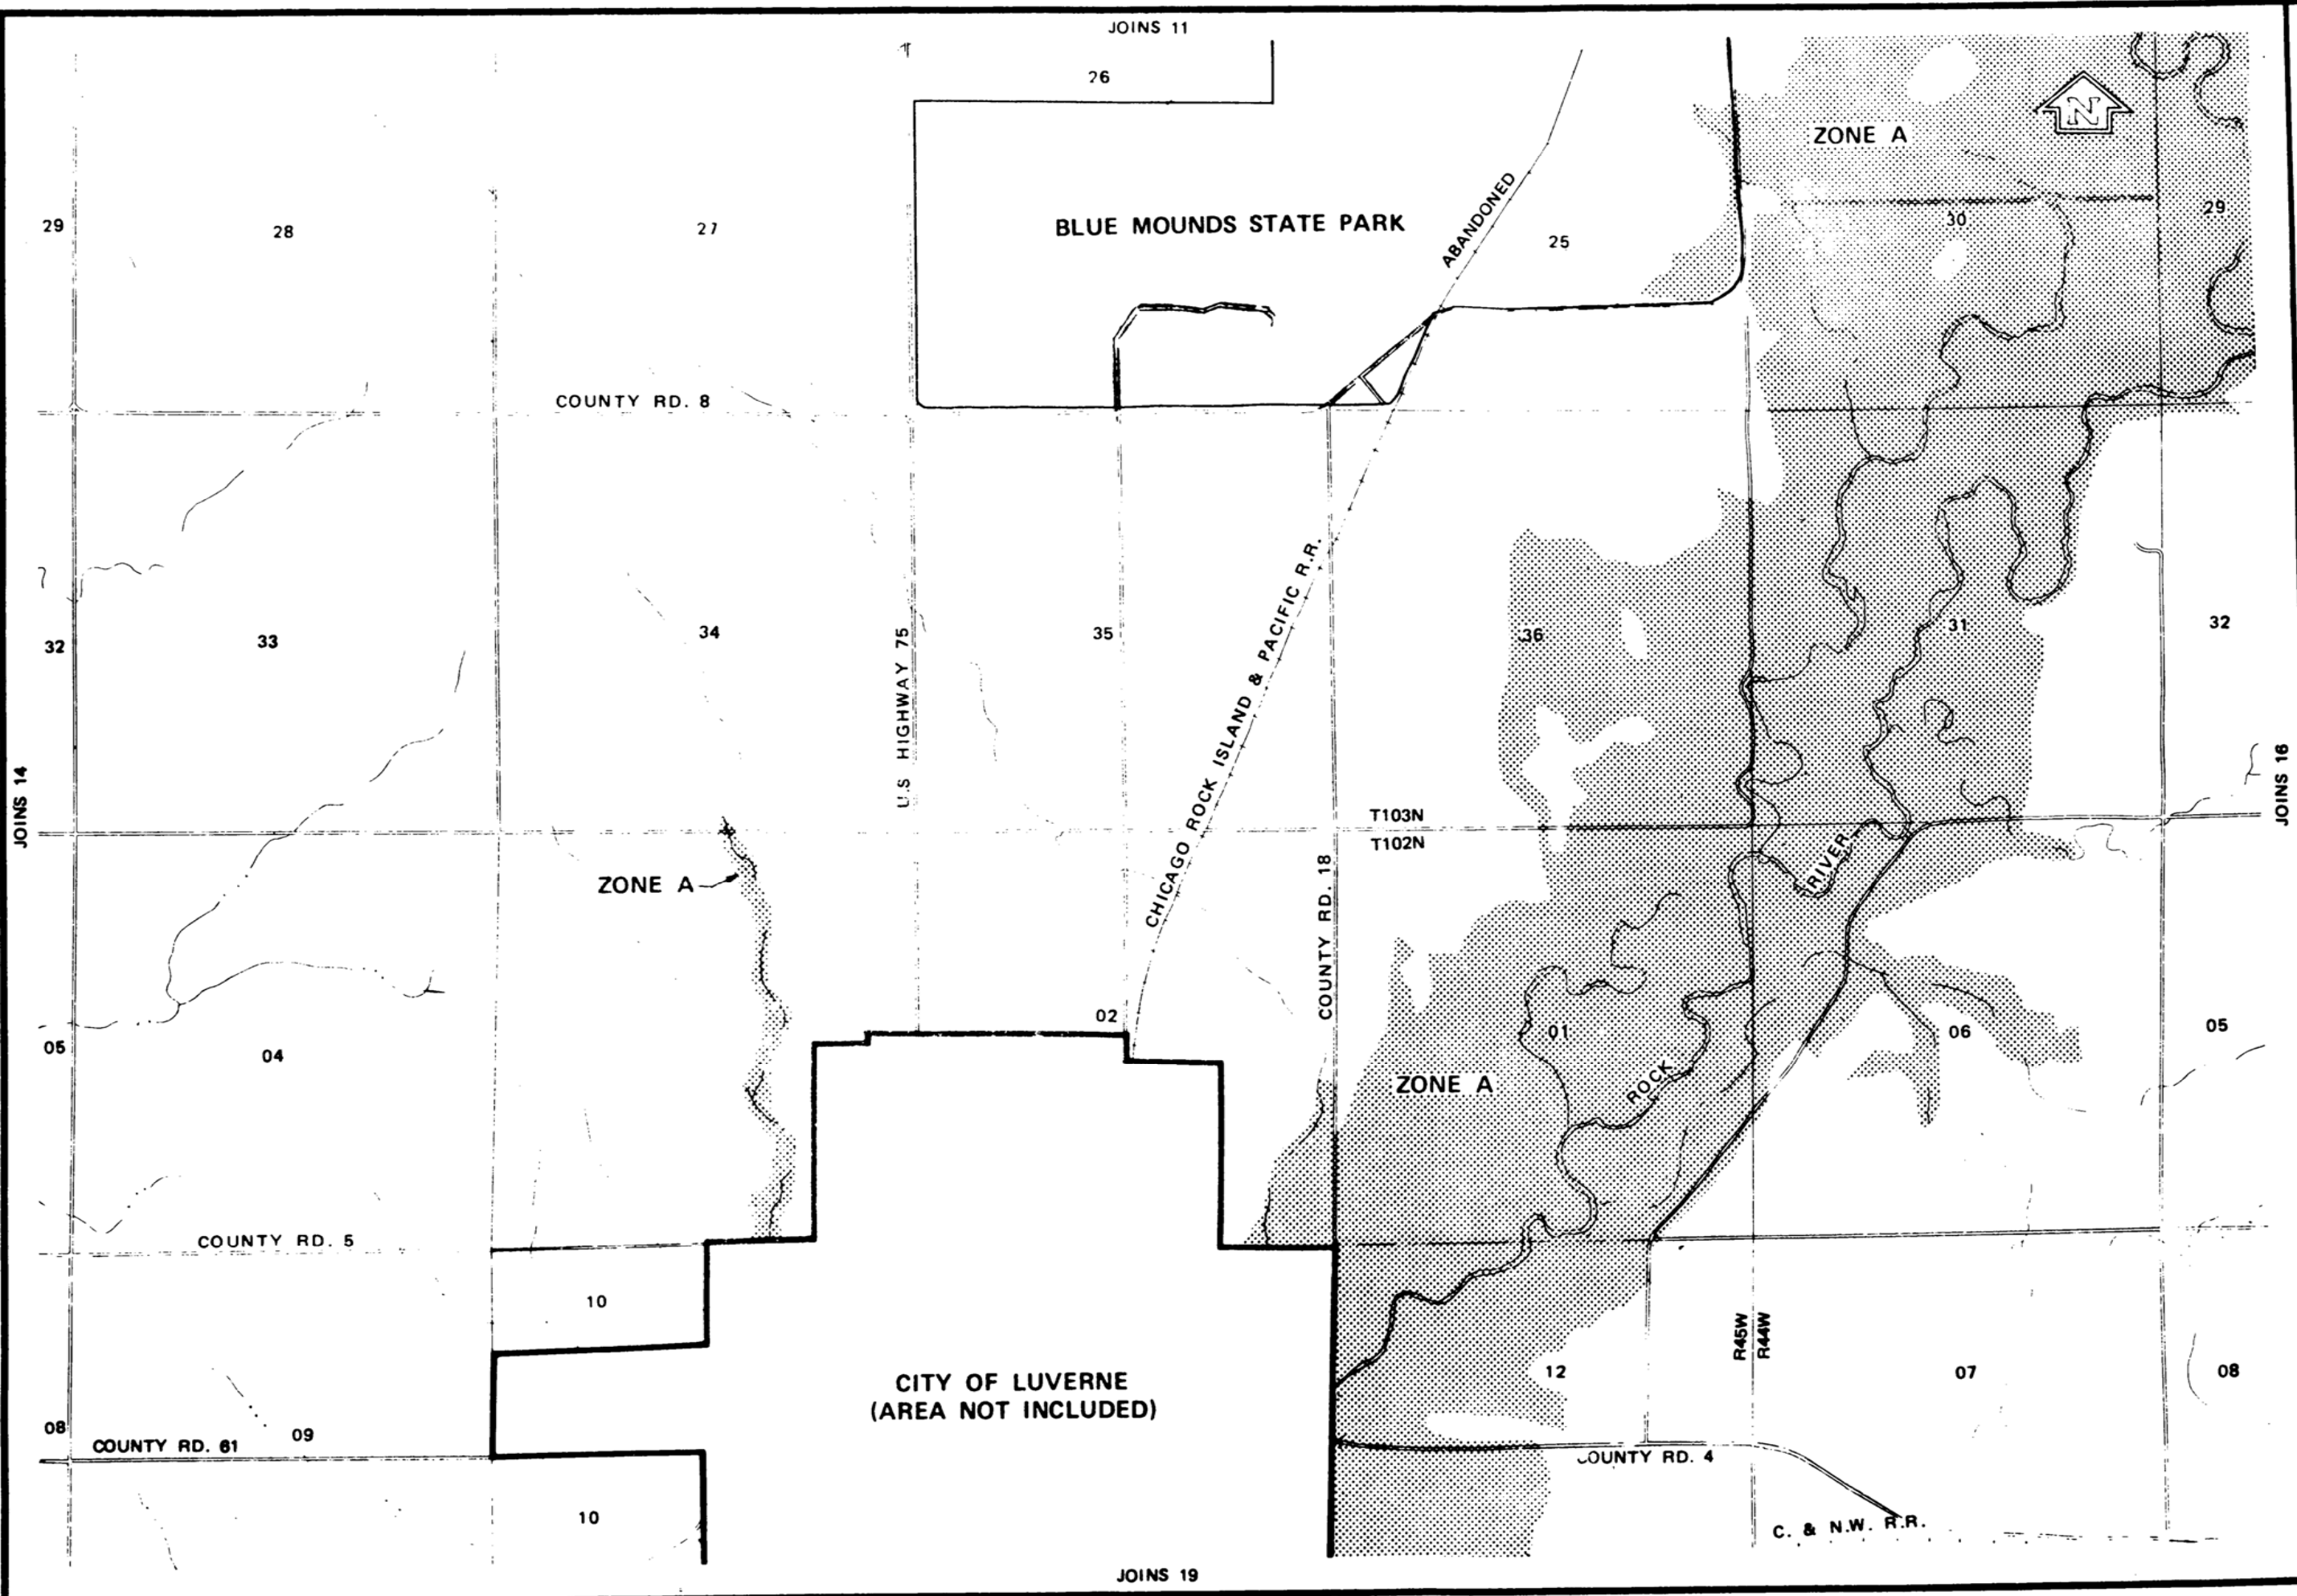 JOINS 11
26
N
ZONE A
29
28
27
BLUE MOUNDS STATE PARK
ABANDONED
25
30
29
COUNTY RD. 8
32
33
34
U.S HIGHWAY 75
35
CHICAGO ROCK ISLAND & PACIFIC R.R.
36
31
32
JOINS 14
JOINS 16
T103N
T102N
ZONE A
COUNTY RD. 18
RIVER
02
05
04
ZONE A
01
ROCK
06
05
COUNTY RD. 5
10
R45W
R44W
CITY OF LUVERNE
(AREA NOT INCLUDED)
12
07
08
08
COUNTY RD. 61
09
OUNTY RD. 4
10
C. & N.W. R.R.
JOINS 19